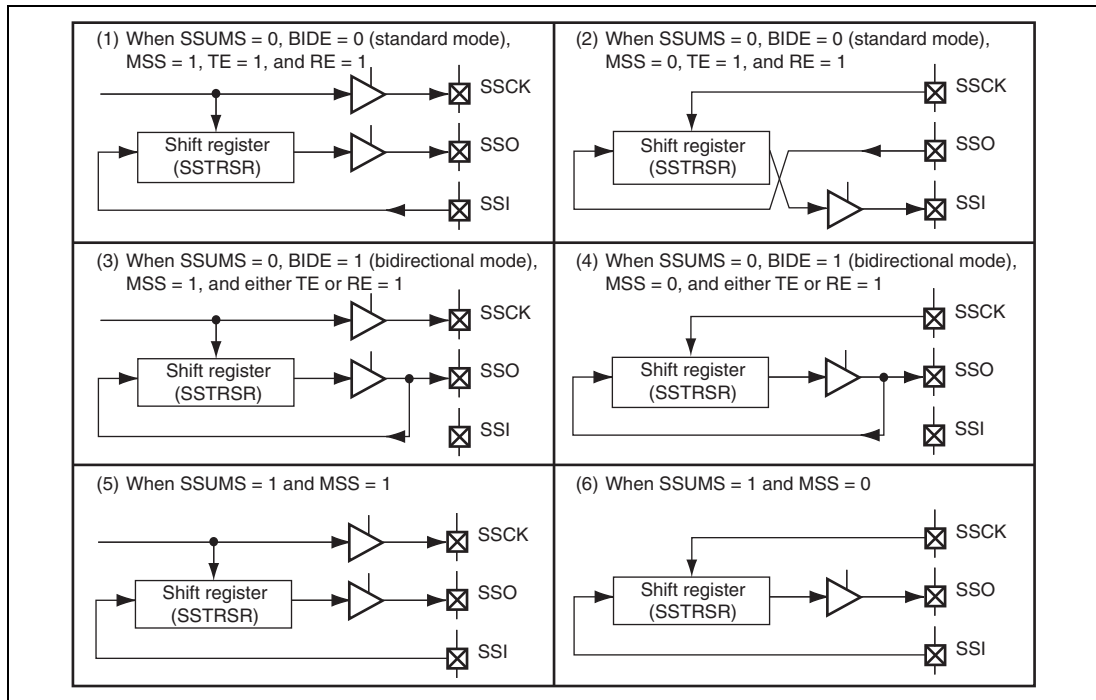 (1) When SSUMS = 0, BIDE = 0 (standard mode),
MSS = 1, TE = 1, and RE = 1
SSCK
Shift register
(SSTRSR)
SSO
SSI
(2) When SSUMS = 0, BIDE = 0 (standard mode),
MSS = 0, TE = 1, and RE = 1
SSCK
Shift register
(SSTRSR)
SSO
SSI
(3) When SSUMS = 0, BIDE = 1 (bidirectional mode),
MSS = 1, and either TE or RE = 1
SSCK
Shift register
(SSTRSR)
SSO
SSI
(4) When SSUMS = 0, BIDE = 1 (bidirectional mode),
MSS = 0, and either TE or RE = 1
SSCK
Shift register
(SSTRSR)
SSO
SSI
(5) When SSUMS = 1 and MSS = 1
SSCK
Shift register
(SSTRSR)
SSO
SSI
(6) When SSUMS = 1 and MSS = 0
SSCK
Shift register
(SSTRSR)
SSO
SSI